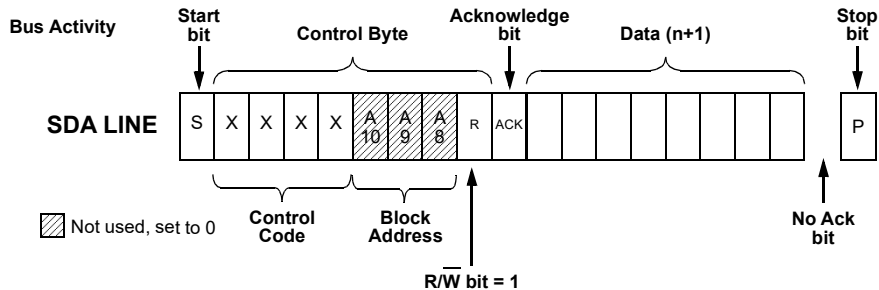 Bus Activity
Start
bit
Control Byte
Acknowledge
bit
Data (n+1)
Stop
bit
SDA LINE
S
X
X
X
X
A
10
A
9
A
8
R
ACK
P
Control
Code
Block
Address
No Ack
bit
Not used, set to 0
R/W̅ bit = 1